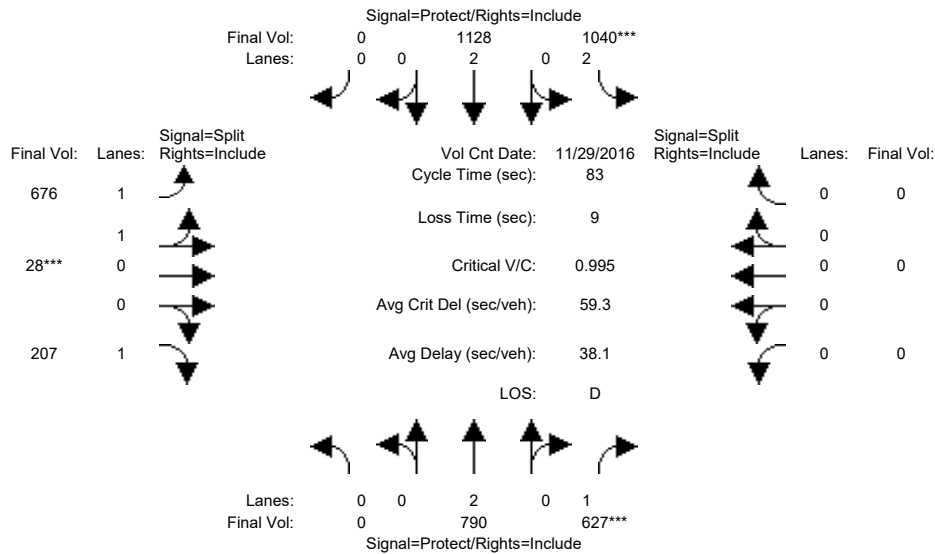 Signal=Protect/Rights=Include
Final Vol: 0 1128 1040***
Lanes: 0 0 2 0 2
Signal=Split Signal=Split
Final Vol: Lanes: Rights=Include Vol Cnt Date: 11/29/2016 Rights=Include Lanes: Final Vol:
Cycle Time (sec): 83
676 1 0 0
Loss Time (sec): 9
1 0
28*** 0 Critical V/C: 0.995 0 0
0 Avg Crit Del (sec/veh): 59.3 0
207 1 Avg Delay (sec/veh): 38.1 0 0
LOS: D
Lanes: 0 0 2 0 1
Final Vol: 0 790 627***
Signal=Protect/Rights=Include